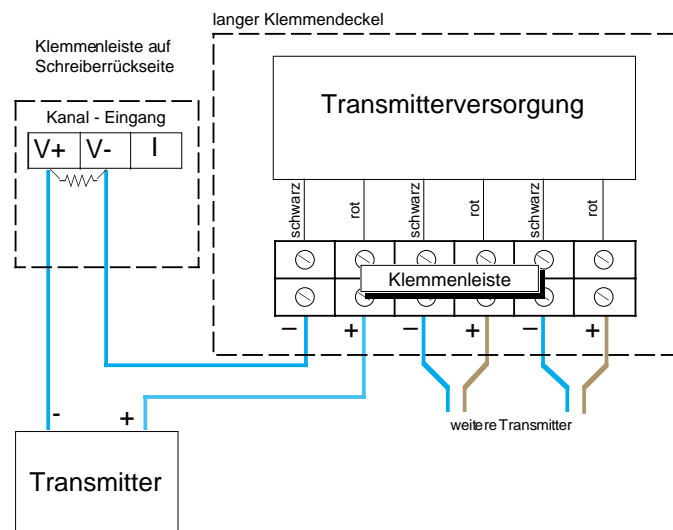 langer Klemmendeckel
Klemmenleiste auf
Schreiberrückseite
Kanal - Eingang
V+ V- I
Transmitterversorgung
schwarz rot schwarz rot schwarz rot
Klemmenleiste
− + − + − +
- +
weitere Transmitter
Transmitter